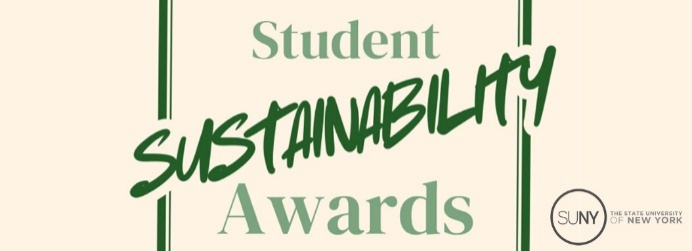 Student
SUSTAINABILITY
Awards
SUNY
THE STATE UNIVERSITY
OF NEW YORK